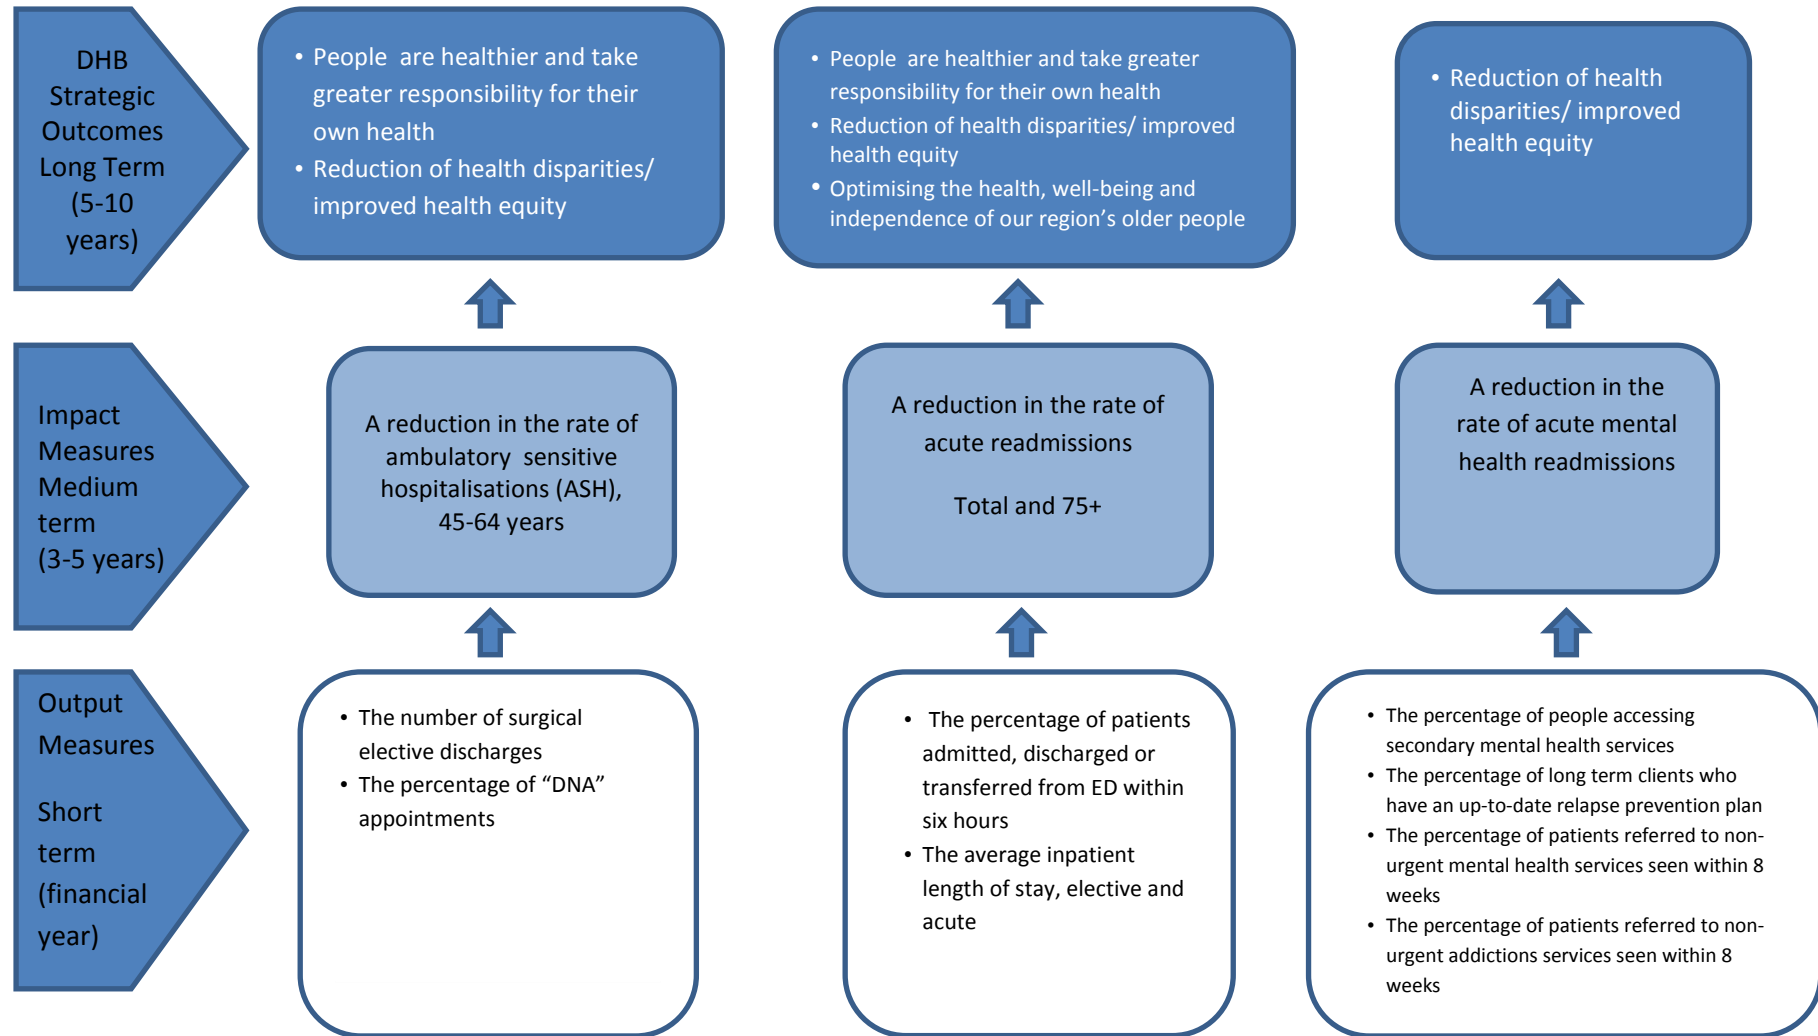 DHB
Strategic
Outcomes
Long Term
(5-10
years)
• People are healthier and take
greater responsibility for their
own health
• Reduction of health disparities/
improved health equity
• People are healthier and take greater
responsibility for their own health
• Reduction of health disparities/ improved
health equity
• Optimising the health, well-being and
independence of our region’s older people
• Reduction of health
disparities/ improved
health equity
Impact
Measures
Medium
term
(3-5 years)
A reduction in the rate of
ambulatory sensitive
hospitalisations (ASH),
45-64 years
A reduction in the rate of
acute readmissions
Total and 75+
A reduction in the
rate of acute mental
health readmissions
Output
Measures
Short
term
(financial
year)
• The number of surgical
elective discharges
• The percentage of “DNA”
appointments
• The percentage of patients
admitted, discharged or
transferred from ED within
six hours
• The average inpatient
length of stay, elective and
acute
• The percentage of people accessing
secondary mental health services
• The percentage of long term clients who
have an up-to-date relapse prevention plan
• The percentage of patients referred to non-
urgent mental health services seen within 8
weeks
• The percentage of patients referred to non-
urgent addictions services seen within 8
weeks